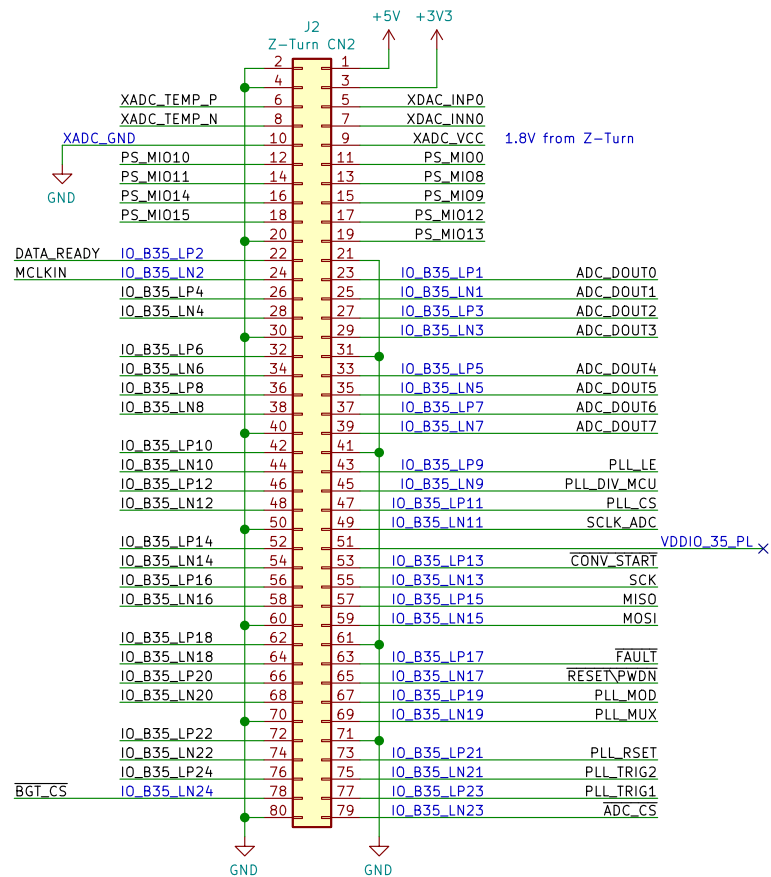 +5V +3V3
J2
Z-Turn CN2
2 1
4 3
XADC_TEMP_P 6 5 XDAC_INP0
XADC_TEMP_N 8 7 XDAC_INN0
XADC_GND 10 9 XADC_VCC 1.8V from Z-Turn
PS_MIO10 12 11 PS_MIO0
PS_MIO11 14 13 PS_MIO8
GND
PS_MIO14 16 15 PS_MIO9
PS_MIO15 18 17 PS_MIO12
20 19 PS_MIO13
DATA_READY IO_B35_LP2 22 21
MCLKIN IO_B35_LN2 24 23 IO_B35_LP1 ADC_DOUT0
IO_B35_LP4 26 25 IO_B35_LN1 ADC_DOUT1
IO_B35_LN4 28 27 IO_B35_LP3 ADC_DOUT2
30 29 IO_B35_LN3 ADC_DOUT3
IO_B35_LP6 32 31
IO_B35_LN6 34 33 IO_B35_LP5 ADC_DOUT4
IO_B35_LP8 36 35 IO_B35_LN5 ADC_DOUT5
IO_B35_LN8 38 37 IO_B35_LP7 ADC_DOUT6
40 39 IO_B35_LN7 ADC_DOUT7
IO_B35_LP10 42 41
IO_B35_LN10 44 43 IO_B35_LP9 PLL_LE
IO_B35_LP12 46 45 IO_B35_LN9 PLL_DIV_MCU
IO_B35_LN12 48 47 IO_B35_LP11 PLL_CS
50 49 IO_B35_LN11 SCLK_ADC
IO_B35_LP14 52 51 VDDIO_35_PL
IO_B35_LN14 54 53 IO_B35_LP13 CONV_START
IO_B35_LP16 56 55 IO_B35_LN13 SCK
IO_B35_LN16 58 57 IO_B35_LP15 MISO
60 59 IO_B35_LN15 MOSI
IO_B35_LP18 62 61
IO_B35_LN18 64 63 IO_B35_LP17 FAULT
IO_B35_LP20 66 65 IO_B35_LN17 RESET\PWDN
IO_B35_LN20 68 67 IO_B35_LP19 PLL_MOD
70 69 IO_B35_LN19 PLL_MUX
IO_B35_LP22 72 71
IO_B35_LN22 74 73 IO_B35_LP21 PLL_RSET
IO_B35_LP24 76 75 IO_B35_LN21 PLL_TRIG2
BGT_CS IO_B35_LN24 78 77 IO_B35_LP23 PLL_TRIG1
80 79 IO_B35_LN23 ADC_CS
GND GND